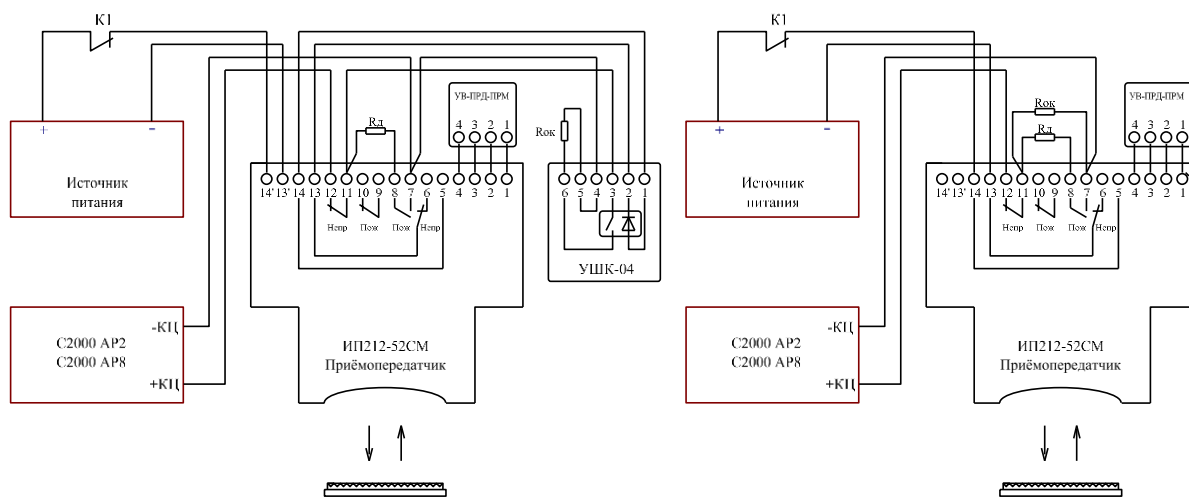 К1
+
−
Источник
питания
Rд
УВ-ПРД-ПРМ
4 3 2 1
Rок
14' 13' 14 13 12 11 10 9 8 7 6 5 4 3 2 1
Непр Пож Пож Непр
6 5 4 3 2 1
УШК-04
С2000 АР2
С2000 АР8
-КЦ
+КЦ
ИП212-52СМ
Приёмопередатчик
К1
+
−
Источник
питания
Rок
Rд
УВ-ПРД-ПРМ
4 3 2 1
14' 13' 14 13 12 11 10 9 8 7 6 5 4 3 2 1
Непр Пож Пож Непр
С2000 АР2
С2000 АР8
-КЦ
+КЦ
ИП212-52СМ
Приёмопередатчик